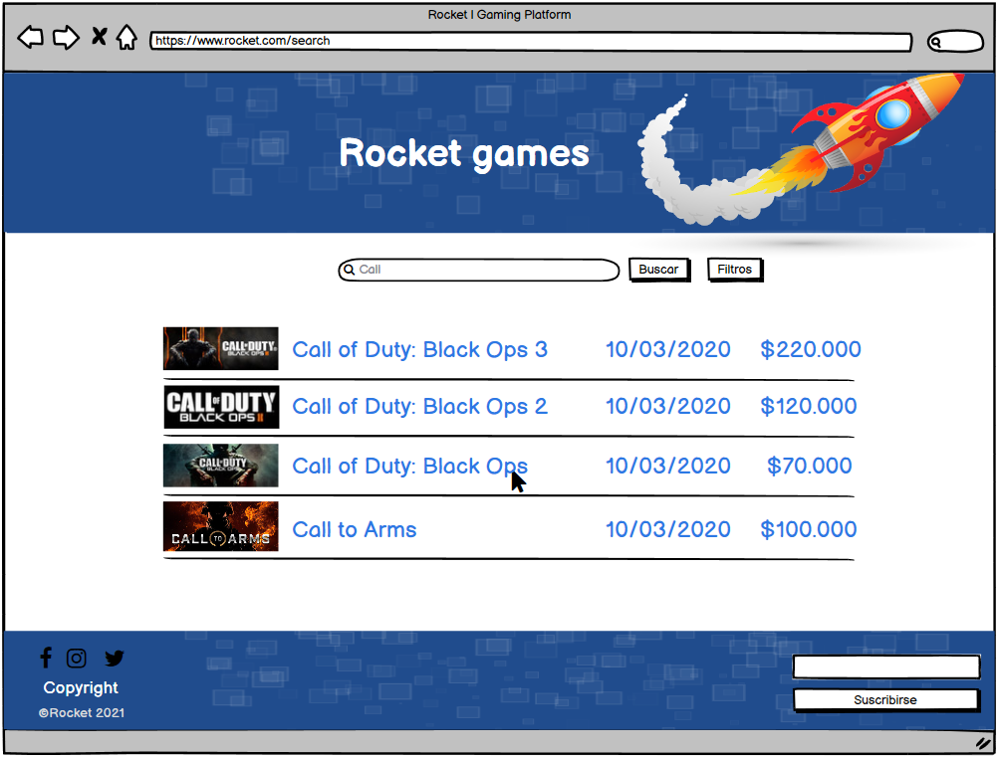 Rocket | Gaming Platform
https://www.rocket.com/search
Rocket games
Call
Buscar
Filtros
CALL OF DUTY
BLACK OPS III
Call of Duty: Black Ops 3 10/03/2020 $220.000
CALL OF DUTY
BLACK OPS II
Call of Duty: Black Ops 2 10/03/2020 $120.000
CALL OF DUTY
Call of Duty: Black Ops 10/03/2020 $70.000
CALL TO ARMS
Call to Arms 10/03/2020 $100.000
Copyright
©Rocket 2021
Suscribirse